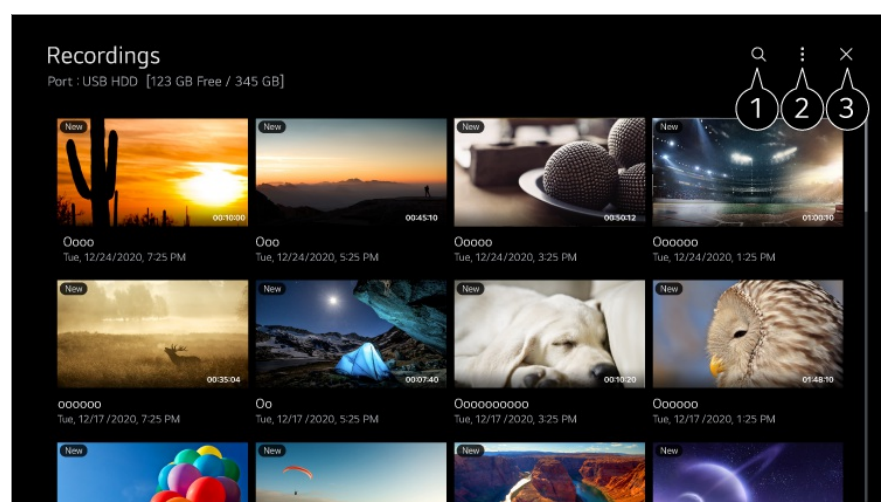 Recordings
Port : USB HDD [123 GB Free / 345 GB]
1 2 3
New New New New
00:10:00 00:45:10 00:50:12 01:00:10
Oooo Ooo Ooooo Oooooo
Tue, 12/24/2020, 7:25 PM Tue, 12/24/2020, 5:25 PM Tue, 12/24/2020, 3:25 PM Tue, 12/24/2020, 1:25 PM
New New New New
00:35:04 00:07:40 00:10:20 01:48:10
oooooo Oo Oooooooooo Oooooo
Tue, 12/17 /2020, 7:25 PM Tue, 12/17 /2020, 5:25 PM Tue, 12/17 /2020, 3:25 PM Tue, 12/17 /2020, 1:25 PM
New New New New